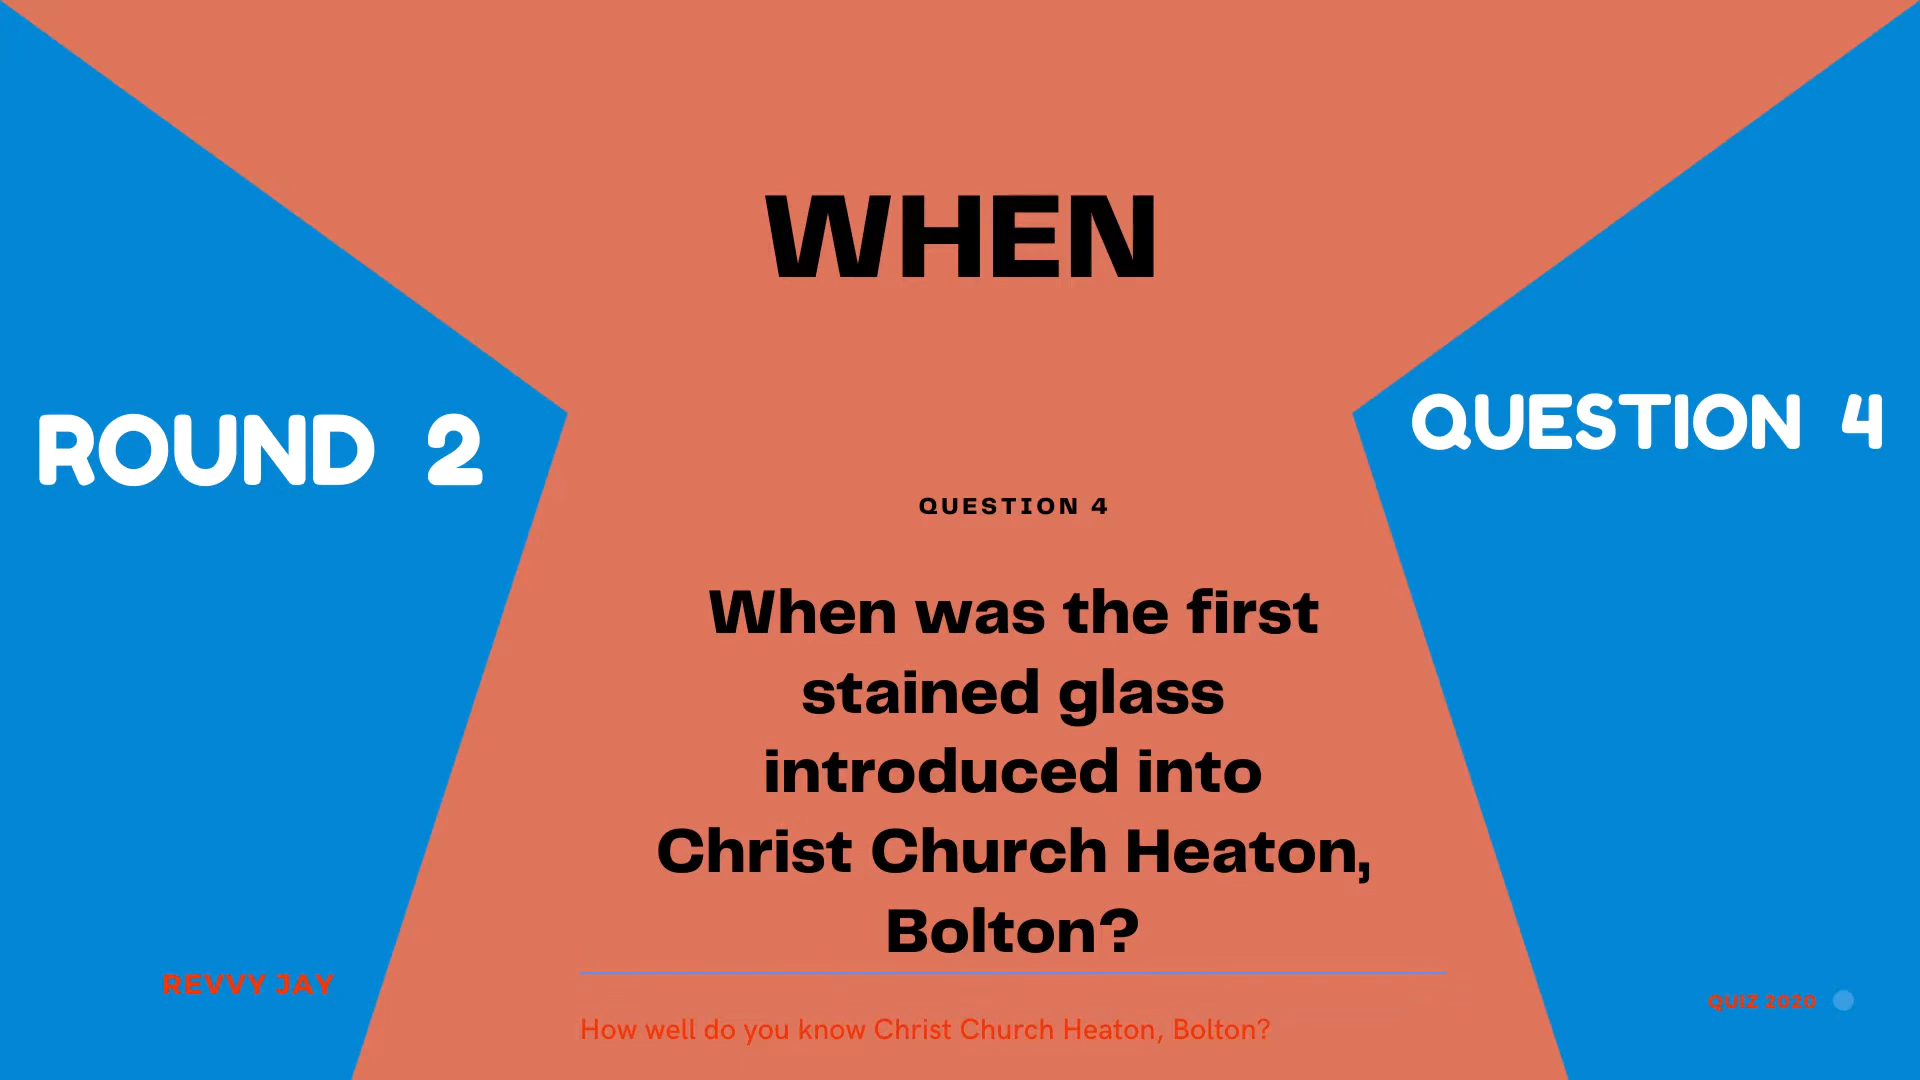 WHEN
ROUND 2
QUESTION 4
QUESTION 4
When was the first
stained glass
introduced into
Christ Church Heaton,
Bolton?
REVVY JAY
QUIZ 2020
How well do you know Christ Church Heaton, Bolton?